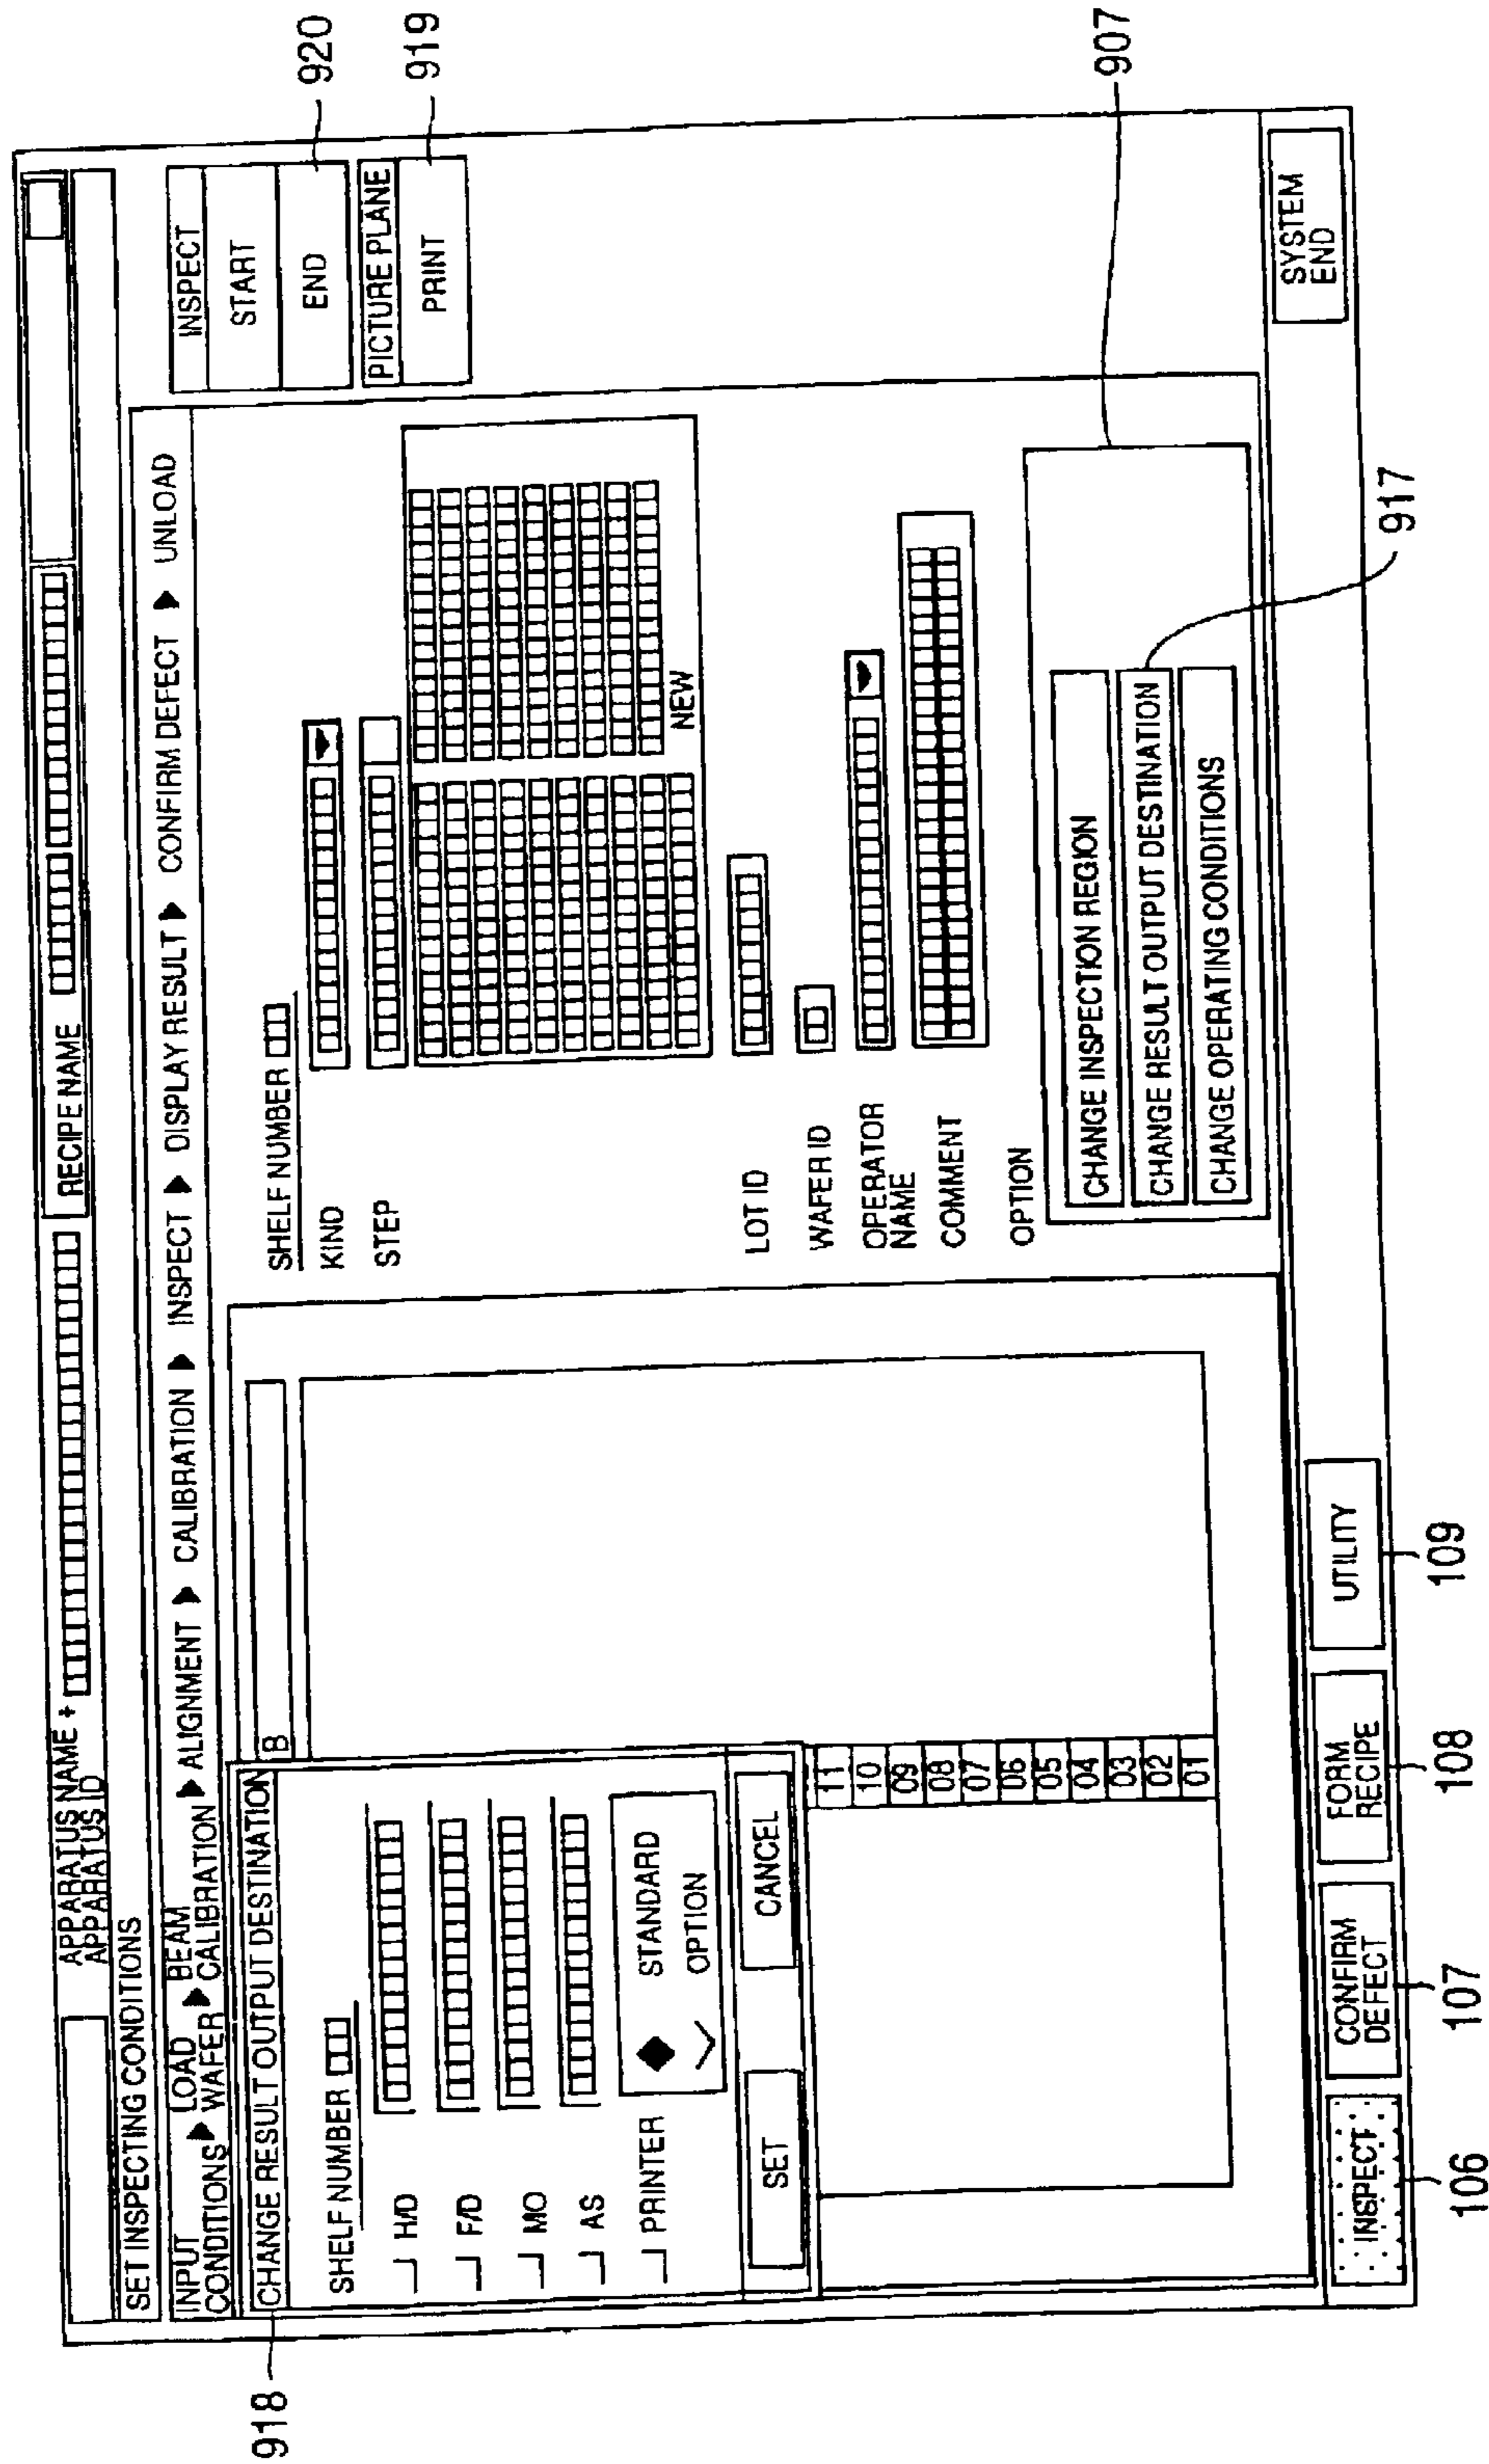 APPARATUS NAME +
APPARATUS ID
RECIPE NAME
SET INSPECTING CONDITIONS
INPUT CONDITIONS ▶ LOAD WAFER ▶ BEAM CALIBRATION ▶ ALIGNMENT ▶ CALIBRATION ▶ INSPECT ▶ DISPLAY RESULT ▶ CONFIRM DEFECT ▶ UNLOAD
CHANGE RESULT OUTPUT DESTINATION
B
918
SHELF NUMBER
H/D
F/D
MO
AS
PRINTER
STANDARD
OPTION
SET
CANCEL
11
10
09
08
07
06
05
04
03
02
01
SHELF NUMBER
KIND
STEP
NEW
LOT ID
WAFER ID
OPERATOR
NAME
COMMENT
OPTION
CHANGE INSPECTION REGION
CHANGE RESULT OUTPUT DESTINATION
CHANGE OPERATING CONDITIONS
INSPECT
START
END
PICTURE PLANE
PRINT
920
919
907
917
INSPECT
CONFIRM
DEFECT
FORM
RECIPE
UTILITY
SYSTEM
END
106
107
108
109